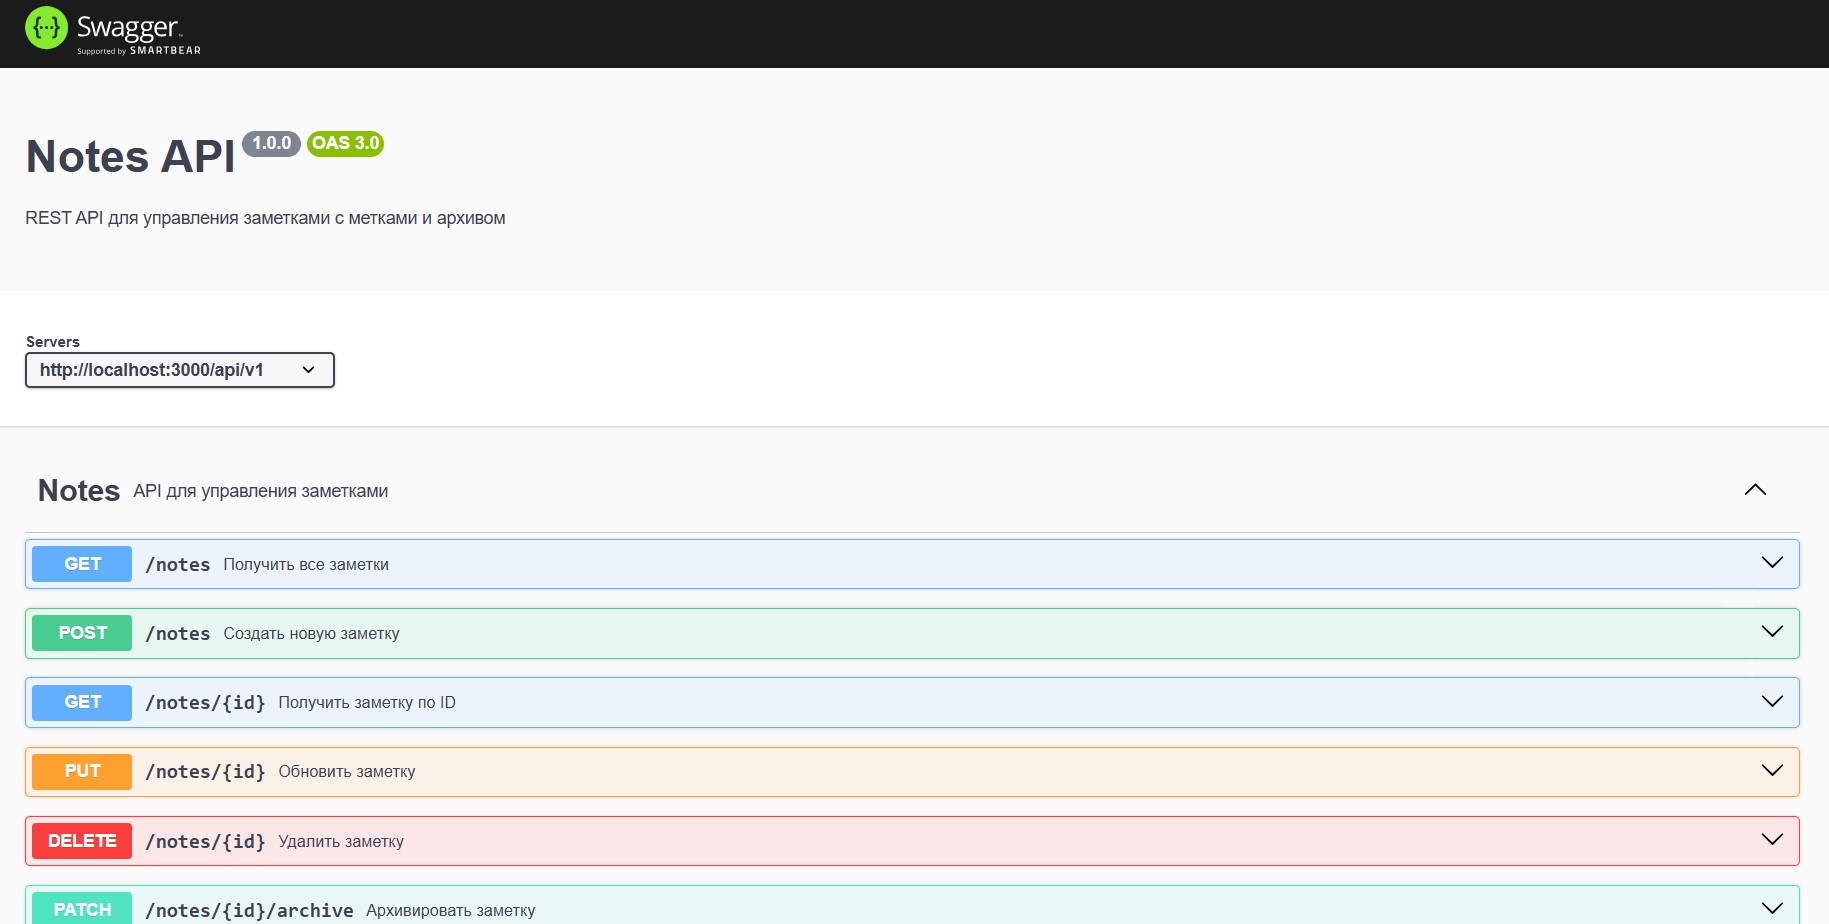 Swagger
Supported by SMARTBEAR
Notes API 1.0.0 OAS 3.0
REST API для управления заметками с метками и архивом
Servers
http://localhost:3000/api/v1
Notes API для управления заметками
GET /notes Получить все заметки
POST /notes Создать новую заметку
GET /notes/{id} Получить заметку по ID
PUT /notes/{id} Обновить заметку
DELETE /notes/{id} Удалить заметку
PATCH /notes/{id}/archive Архивировать заметку